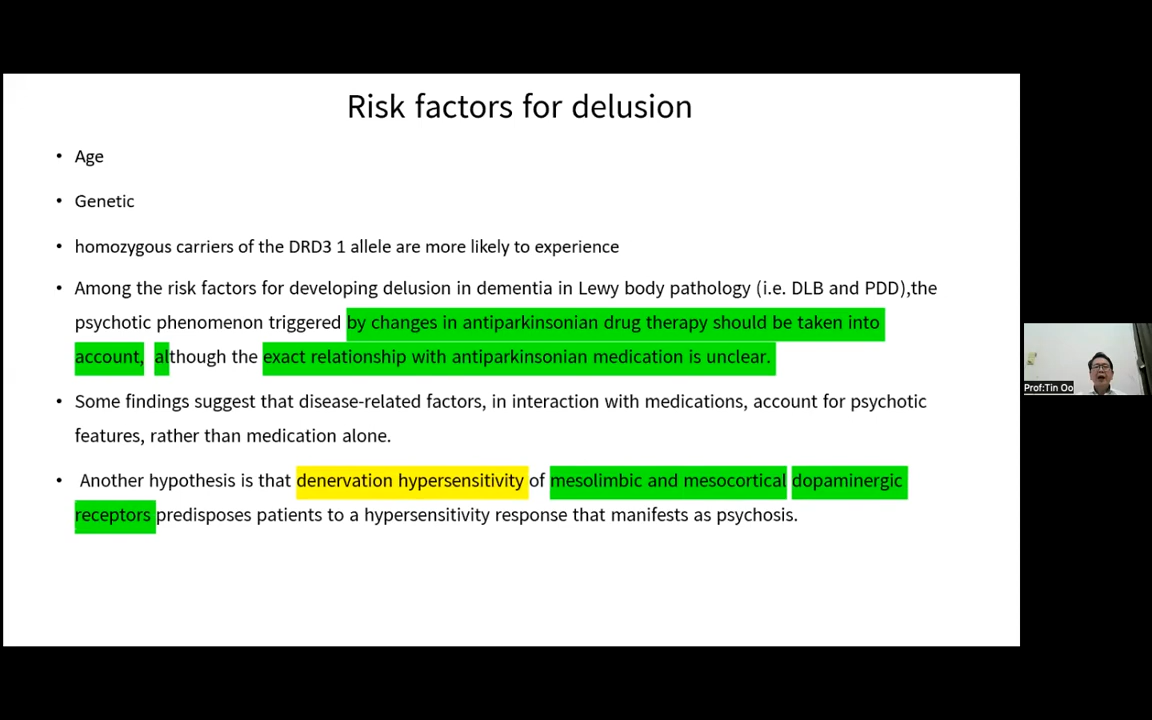 Risk factors for delusion
• Age
• Genetic
• homozygous carriers of the DRD3 1 allele are more likely to experience
• Among the risk factors for developing delusion in dementia in Lewy body pathology (i.e. DLB and PDD),the
psychotic phenomenon triggered by changes in antiparkinsonian drug therapy should be taken into
account, although the exact relationship with antiparkinsonian medication is unclear.
• Some findings suggest that disease-related factors, in interaction with medications, account for psychotic
features, rather than medication alone.
• Another hypothesis is that denervation hypersensitivity of mesolimbic and mesocortical dopaminergic
receptors predisposes patients to a hypersensitivity response that manifests as psychosis.
Prof:Tin Oo